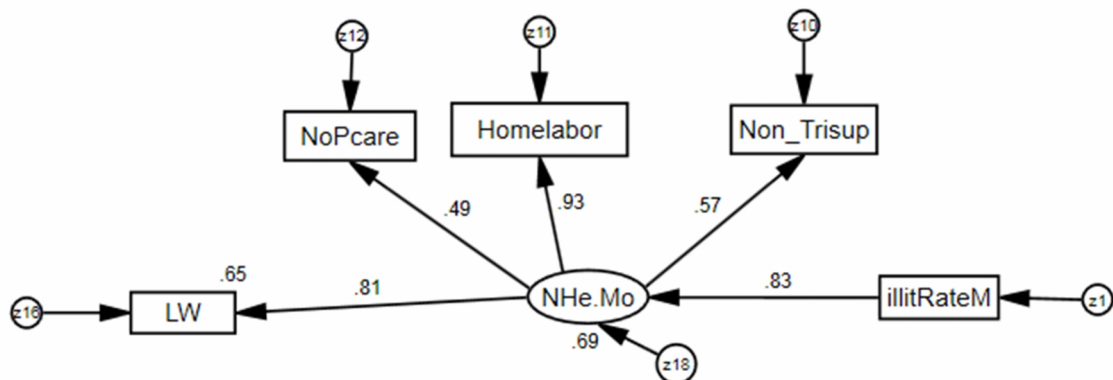 z12
z11
z10
NoPcare
Homelabor
Non_Trisup
.49
.93
.57
.65
.81
NHe.Mo
.83
illitRateM
z16
LW
z1
.69
z18